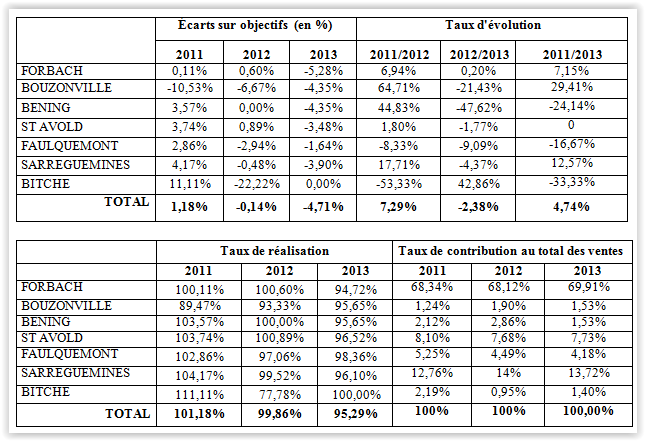 Écarts sur objectifs (en %) Taux d'évolution
2011 2012 2013 2011/2012 2012/2013 2011/2013
FORBACH 0,11% 0,60% -5,28% 6,94% 0,20% 7,15%
BOUZONVILLE -10,53% -6,67% -4,35% 64,71% -21,43% 29,41%
BENING 3,57% 0,00% -4,35% 44,83% -47,62% -24,14%
ST AVOLD 3,74% 0,89% -3,48% 1,80% -1,77% 0
FAULQUEMONT 2,86% -2,94% -1,64% -8,33% -9,09% -16,67%
SARREGUEMINES 4,17% -0,48% -3,90% 17,71% -4,37% 12,57%
BITCHE 11,11% -22,22% 0,00% -53,33% 42,86% -33,33%
TOTAL 1,18% -0,14% -4,71% 7,29% -2,38% 4,74%
Taux de réalisation Taux de contribution au total des ventes
2011 2012 2013 2011 2012 2013
FORBACH 100,11% 100,60% 94,72% 68,34% 68,12% 69,91%
BOUZONVILLE 89,47% 93,33% 95,65% 1,24% 1,90% 1,53%
BENING 103,57% 100,00% 95,65% 2,12% 2,86% 1,53%
ST AVOLD 103,74% 100,89% 96,52% 8,10% 7,68% 7,73%
FAULQUEMONT 102,86% 97,06% 98,36% 5,25% 4,49% 4,18%
SARREGUEMINES 104,17% 99,52% 96,10% 12,76% 14% 13,72%
BITCHE 111,11% 77,78% 100,00% 2,19% 0,95% 1,40%
TOTAL 101,18% 99,86% 95,29% 100% 100% 100,00%